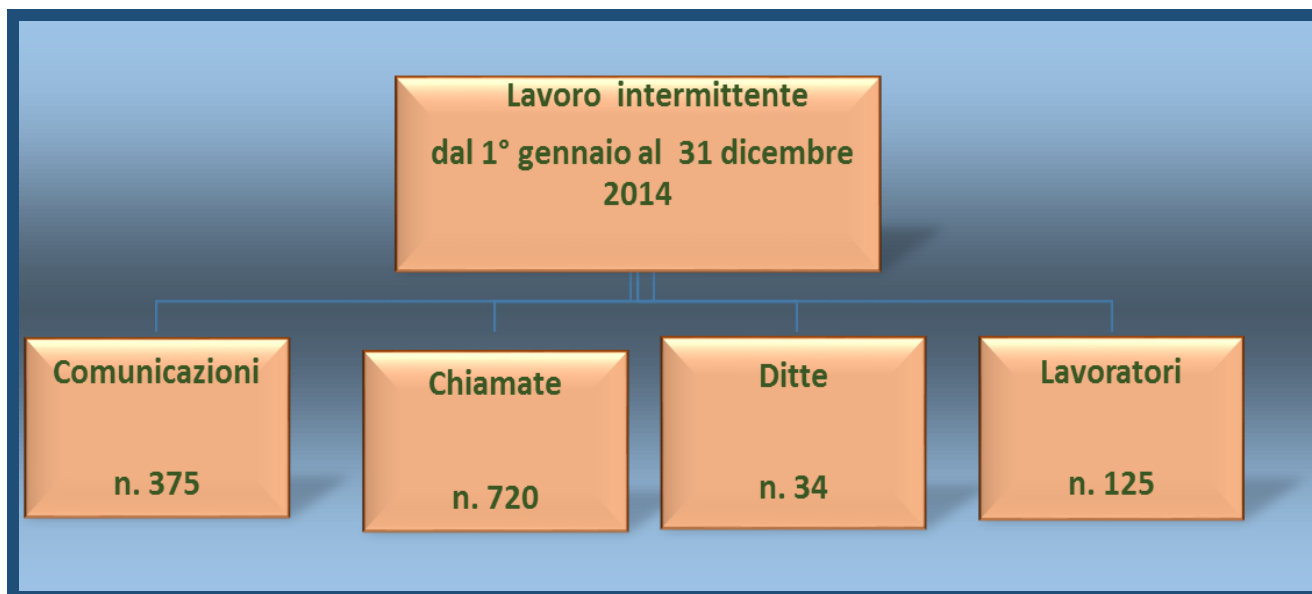 Lavoro intermittente
dal 1° gennaio al 31 dicembre
2014
Comunicazioni
n. 375
Chiamate
n. 720
Ditte
n. 34
Lavoratori
n. 125